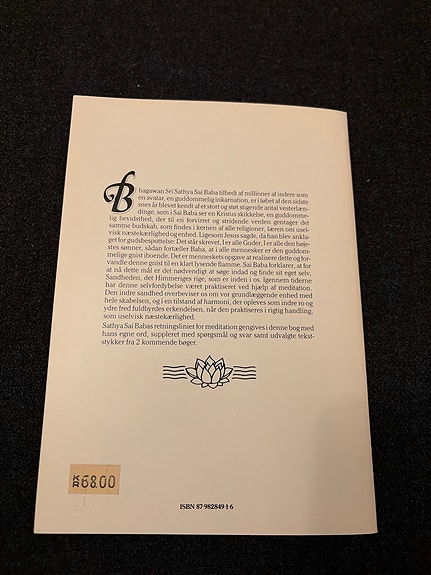 Bhagawan Sri Sathya Sai Baba tilbedt af millioner af indere som
en avatar, en guddommelig inkarnation, er i løbet af den sidste
snes år blevet kendt af et stort og støt stigende antal vesterlæn-
dinge, som i Sai Baba ser en Kristus skikkelse, en guddomme-
lig bevidsthed, der til en forvirret og stridende verden gentager det
samme budskab, som findes i kernen af alle religioner, læren om usel-
visk næstekærlighed og enhed. Ligesom Jesus sagde, da han blev ankla-
get for gudsbespottelse: Det står skrevet, I er alle Guder, I er alle den høje-
stes sønner, sådan fortæller Baba, at i alle mennesker er den guddom-
melige gnist iboende. Det er menneskets opgave at realisere dette og for-
vandle denne gnist til en klart lysende flamme. Sai Baba forklarer, at for
at nå dette mål er det nødvendigt at søge indad og finde sit eget selv,
Sandheden, det Himmeriges rige, som er inden i os. Igennem tiderne
har denne selvfordybelse været praktiseret ved hjælp af meditation.
Den indre sandhed overbeviser os om vor grundlæggende enhed med
hele skabelsen, og i en tilstand af harmoni, der opleves som indre ro og
ydre fred fuldbyrdes erkendelsen, når den praktiseres i rigtig handling,
som uselvisk næstekærlighed.
Sathya Sai Babas retningslinier for meditation gengives i denne bog med
hans egne ord, suppleret med spørgsmål og svar samt udvalgte tekst-
stykker fra 2 kommende bøger.
KR 68.00
ISBN 87-982849-1-6